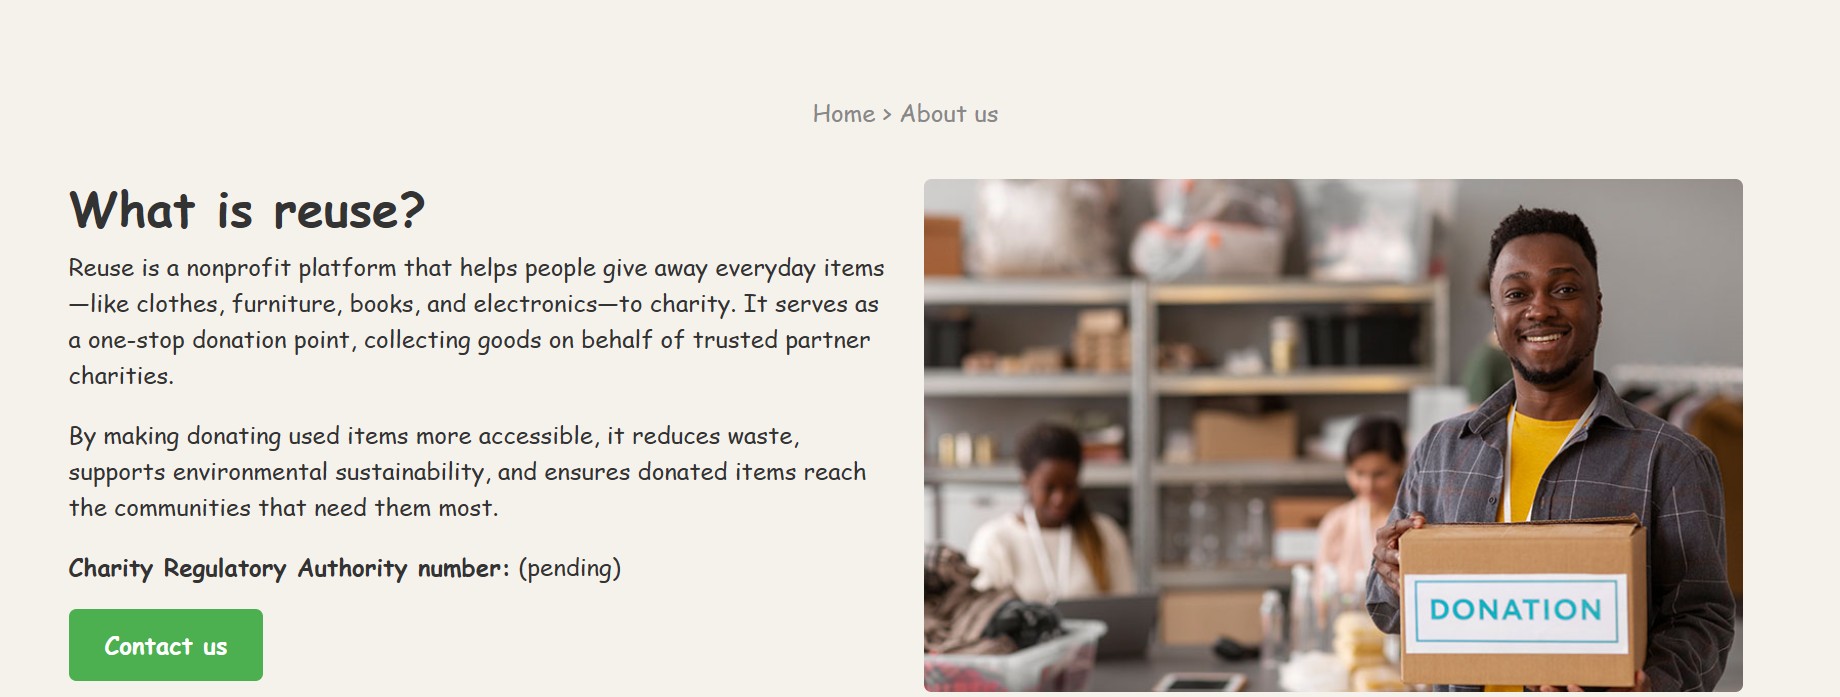 Home > About us
What is reuse?
Reuse is a nonprofit platform that helps people give away everyday items
—like clothes, furniture, books, and electronics—to charity. It serves as
a one-stop donation point, collecting goods on behalf of trusted partner
charities.
By making donating used items more accessible, it reduces waste,
supports environmental sustainability, and ensures donated items reach
the communities that need them most.
Charity Regulatory Authority number: (pending)
Contact us
DONATION